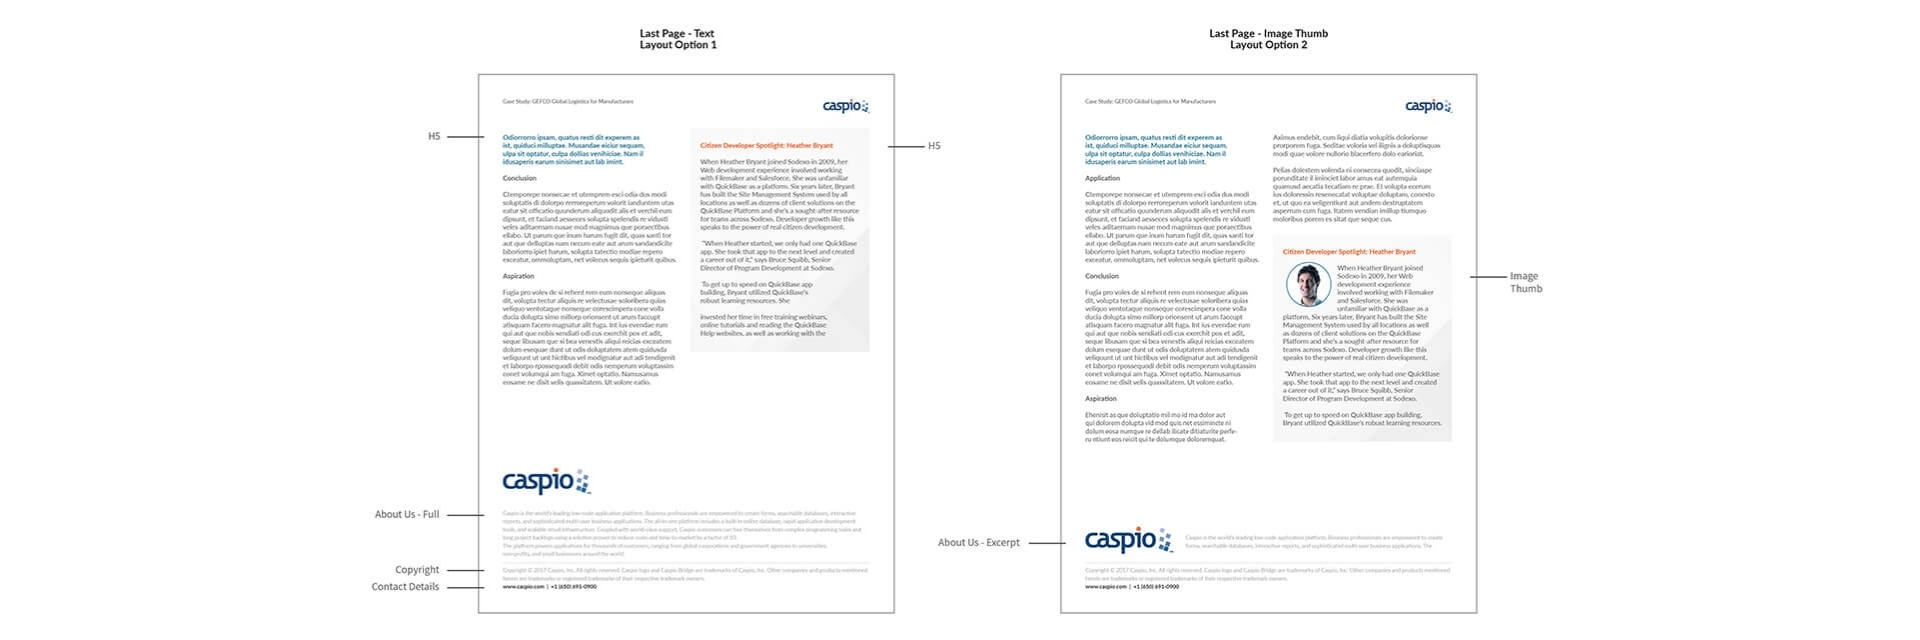 Last Page - Text
Layout Option 1
Case Study: GEFCO Global Logistics for Manufacturers
caspio
H5
Odiorrorro ipsam, quatus resti dit experem as
ist, quiduci milluptae. Musandae eiciur sequam,
ulpa sit optatur, culpa dollias venihiciae. Nam il
idusaperis earum sinisimet aut lab imint.
Conclusion
Ctemporepe nonsecae et utemprem esci odia dus modi
soluptatis di dolorpo rerroreperum volorit ianduntem utas
eatur sit officatio qaunderum aliquodit alis et verchil eum
dipsunt, et faciand aesseces solupta spelendis re vidusti
veles aditaernam nusae mod magnimus que poraectibus
ellabo. Ut parum que inum harum fugit dit, quas santi tor
aut que delluptas nam necum eate aut arum sandandicite
laborrero ipiet harum, solupta tatectio modiae repero
exceatur, ommoluptam, net volecus sequis ipieturit quibus.
Aspiration
Fugia pro voles de si rehent rem eum nonseque aliquas
dit, volupta tectur aliquis re velectusae soloribera quias
veliquo ventotaque nonseque corescimpera cone volla
ducia dolupta simo millorp orionsent ut arum faccupt
atisquam facero magnatur alit fuga. Int ius evendae rum
qui aut que nobis sendiati odi cus exerchit pos et adit,
seque libusam que si bea venestis aliqui reicias exceatem
dolum esequae dunt ut odis doluptatem atem quidusda
veliquunt ut unt hictibus vel modignatur aut adi tendignit
et laborpo rpossequodi debit odis nemperum voluptassim
conet volumqui am fuga. Ximet optatio. Namusamus
eosame ne disit velis quassitatem. Ut volore eatio.
H5
Citizen Developer Spotlight: Heather Bryant
When Heather Bryant joined Sodexo in 2009, her
Web development experience involved working
with Filemaker and Salesforce. She was unfamiliar
with QuickBase as a platform. Six years later, Bryant
has built the Site Management System used by all
locations as well as dozens of client solutions on the
QuickBase Platform and she's a sought-after resource
for teams across Sodexo. Developer growth like this
speaks to the power of real citizen development.
"When Heather started, we only had one QuickBase
app. She took that app to the next level and created
a career out of it," says Bruce Squibb, Senior
Director of Program Development at Sodexo.
To get up to speed on QuickBase app
building, Bryant utilized QuickBase's
robust learning resources. She
invested her time in free training webinars,
online tutorials and reading the QuickBase
Help websites, as well as working with the
caspio
About Us - Full
Caspio is the world's leading low-code application platform. Business professionals are empowered to create forms, searchable databases, interactive
reports, and sophisticated multi-user business applications. The all-in-one platform includes a built-in online database, rapid application development
tools, and scalable cloud infrastructure. Coupled with world-class support, Caspio customers can free themselves from complex programming tasks and
long project backlogs using a solution proven to reduce costs and time-to-market by a factor of 10.
The platform powers applications for thousands of customers, ranging from global corporations and government agencies to universities,
non-profits, and small businesses around the world.
Copyright
Copyright © 2017 Caspio, Inc. All rights reserved. Caspio logo and Caspio Bridge are trademarks of Caspio, Inc. Other companies and products mentioned
herein are trademarks or registered trademarks of their respective trademark owners.
Contact Details
www.caspio.com | +1 (650) 691-0900
Last Page - Image Thumb
Layout Option 2
Case Study: GEFCO Global Logistics for Manufacturers
caspio
Odiorrorro ipsam, quatus resti dit experem as
ist, quiduci milluptae. Musandae eiciur sequam,
ulpa sit optatur, culpa dollias venihiciae. Nam il
idusaperis earum sinisimet aut lab imint.
Application
Ctemporepe nonsecae et utemprem esci odia dus modi
soluptatis di dolorpo rerroreperum volorit ianduntem utas
eatur sit officatio qaunderum aliquodit alis et verchil eum
dipsunt, et faciand aesseces solupta spelendis re vidusti
veles aditaernam nusae mod magnimus que poraectibus
ellabo. Ut parum que inum harum fugit dit, quas santi tor
aut que delluptas nam necum eate aut arum sandandicite
laborrero ipiet harum, solupta tatectio modiae repero
exceatur, ommoluptam, net volecus sequis ipieturit quibus.
Conclusion
Fugia pro voles de si rehent rem eum nonseque aliquas
dit, volupta tectur aliquis re velectusae soloribera quias
veliquo ventotaque nonseque corescimpera cone volla
ducia dolupta simo millorp orionsent ut arum faccupt
atisquam facero magnatur alit fuga. Int ius evendae rum
qui aut que nobis sendiati odi cus exerchit pos et adit,
seque libusam que si bea venestis aliqui reicias exceatem
dolum esequae dunt ut odis doluptatem atem quidusda
veliquunt ut unt hictibus vel modignatur aut adi tendignit
et laborpo rpossequodi debit odis nemperum voluptassim
conet volumqui am fuga. Ximet optatio. Namusamus
eosame ne disit velis quassitatem. Ut volore eatio.
Aspiration
Ehenisit as que doluptatio mil mo id ma dolor aut
qui dolorem dolupta vid mod quis net essimincte ni
dolum eosa numque re dellab illicate ditiaturite perfe-
ru etiunt eos reicit qui te dolumque doloremquat.
Aximus endebit, cum liqui diatia voluptis dolorionse
prorporem fuga. Seditae voloria vel ilignis a doluptisquas
modi quae volore nullorio blacerfero dolo earioriat.
Pelias dolestem volenda ni consecea quodit, sinciaspe
porunditate il iminciet labor amus eat autemquia
quamusd aecatia tecatiam re prae. Et volupta eorrum
ius doloressin resenecatat voluptae doluptam, conesto
et, ut quo ea veligentiunt aut andem destruptatem
asperrum cum fuga. Itatem vendian imillup tiumquo
moloribus porem es sitat que seque cus.
Citizen Developer Spotlight: Heather Bryant
When Heather Bryant joined
Sodexo in 2009, her Web
development experience
involved working with Filemaker
and Salesforce. She was
unfamiliar with QuickBase as a
platform. Six years later, Bryant has built the Site
Management System used by all locations as well
as dozens of client solutions on the QuickBase
Platform and she's a sought-after resource for
teams across Sodexo. Developer growth like this
speaks to the power of real citizen development.
"When Heather started, we only had one QuickBase
app. She took that app to the next level and created
a career out of it," says Bruce Squibb, Senior
Director of Program Development at Sodexo.
To get up to speed on QuickBase app building,
Bryant utilized QuickBase's robust learning resources.
Image
Thumb
About Us - Excerpt
caspio
Caspio is the world's leading low-code application platform. Business professionals are empowered to create
forms, searchable databases, interactive reports, and sophisticated multi-user business applications. The
Copyright © 2017 Caspio, Inc. All rights reserved. Caspio logo and Caspio Bridge are trademarks of Caspio, Inc. Other companies and products mentioned
herein are trademarks or registered trademarks of their respective trademark owners.
www.caspio.com | +1 (650) 691-0900